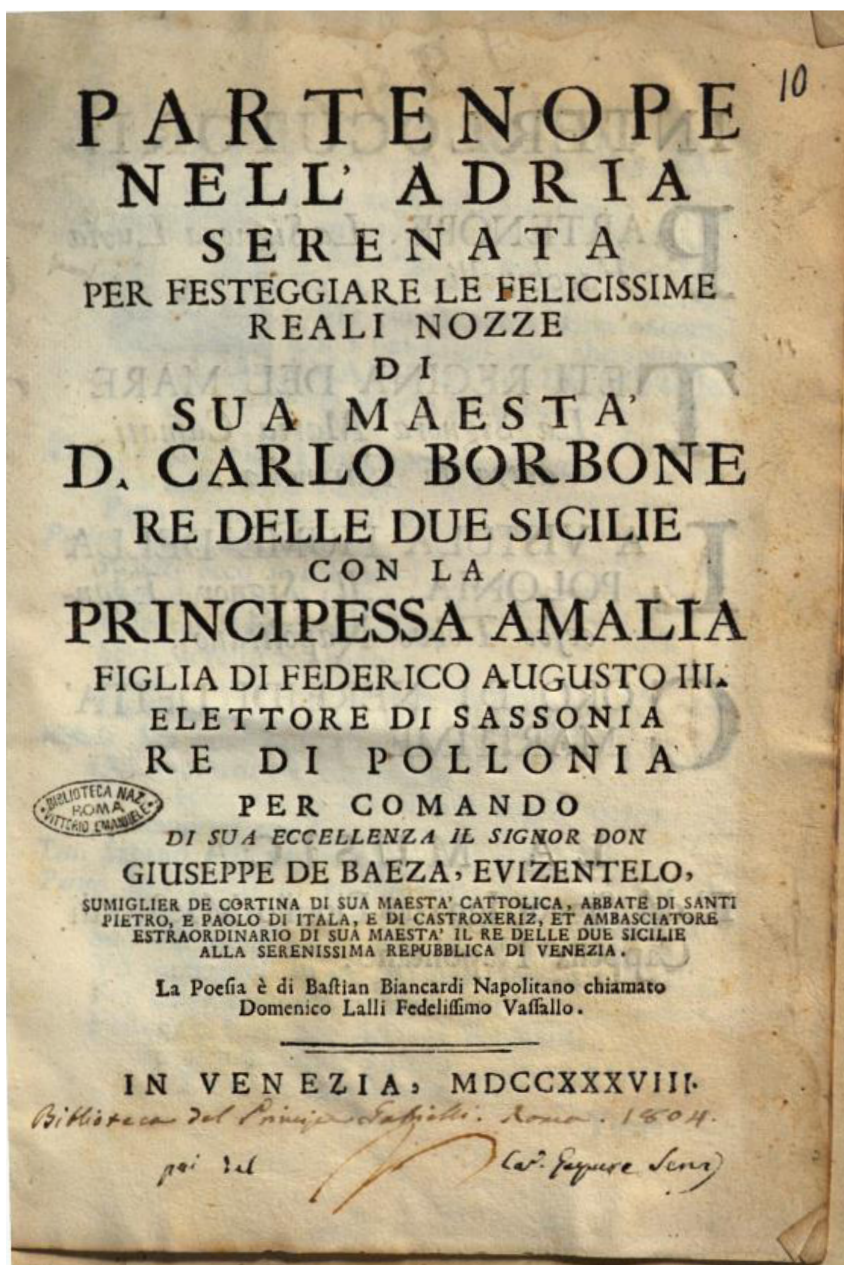 10
PARTENOPE
NELL' ADRIA
SERENATA
PER FESTEGGIARE LE FELICISSIME
REALI NOZZE
DI
SUA MAESTA'
D. CARLO BORBONE
RE DELLE DUE SICILIE
CON LA
PRINCIPESSA AMALIA
FIGLIA DI FEDERICO AUGUSTO III.
ELETTORE DI SASSONIA
RE DI POLLONIA
BIBLIOTECA NAZ.
ROMA
VITTORIO EMANUELE
PER COMANDO
DI SUA ECCELLENZA IL SIGNOR DON
GIUSEPPE DE BAEZA, EVIZENTELO,
SUMIGLIER DE CORTINA DI SUA MAESTA' CATTOLICA, ABBATE DI SANTI
PIETRO, E PAOLO DI ITALA, E DI CASTROXERIZ, ET AMBASCIATORE
ESTRAORDINARIO DI SUA MAESTA' IL RE DELLE DUE SICILIE
ALLA SERENISSIMA REPUBBLICA DI VENEZIA.
La Poeſia è di Baſtian Biancardi Napolitano chiamato
Domenico Lalli Fedeliſſimo Vaſſallo.
IN VENEZIA, MDCCXXXVIII.
Biblioteca del Roma. 1804.
poi del Cav.